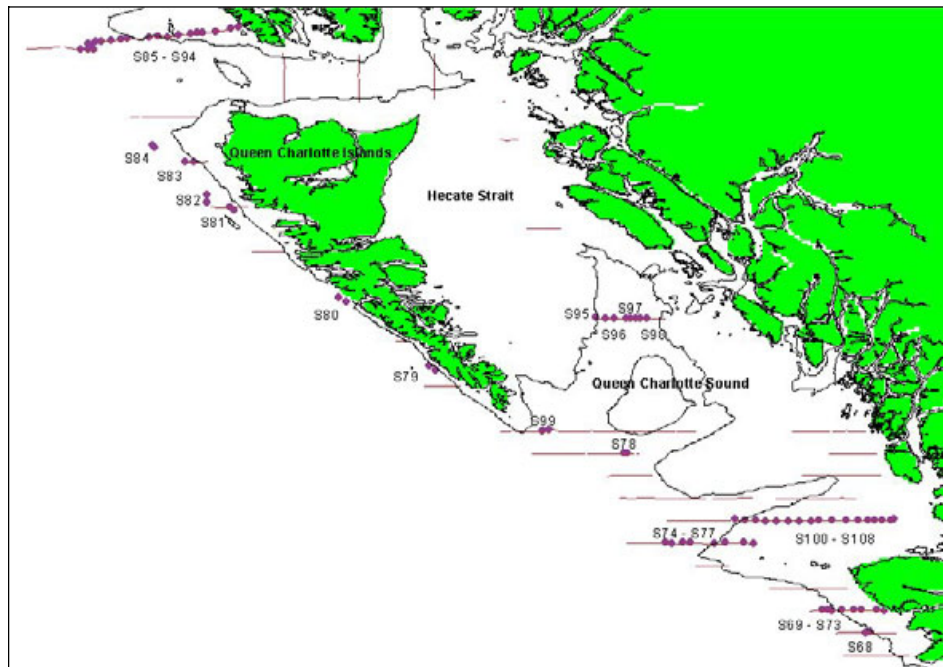 S85 - S94
S84
Queen Charlotte Islands
S83
Hecate Strait
S82
S81
S80
S95
S97
S96
S98
S79
Queen Charlotte Sound
S99
S78
S74 - S77
S100 - S108
S69 - S73
S68